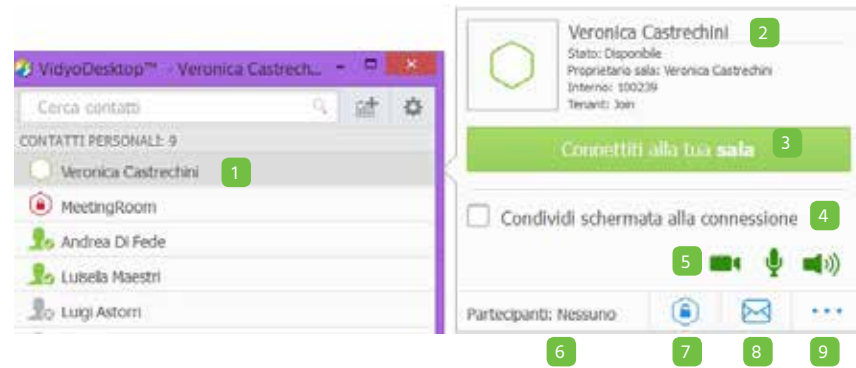 VidyoDesktop™ - Veronica Castrech...
Cerca contatti
CONTATTI PERSONALI: 9
Veronica Castrechini 1
MeetingRoom
Andrea Di Fede
Luisella Maestri
Luigi Astorri
Veronica Castrechini 2
Stato: Disponibile
Proprietario sala: Veronica Castrechini
Interno: 100239
Tenant: Join
Connettiti alla tua sala 3
Condividi schermata alla connessione 4
5
Partecipanti: Nessuno
6 7 8 9